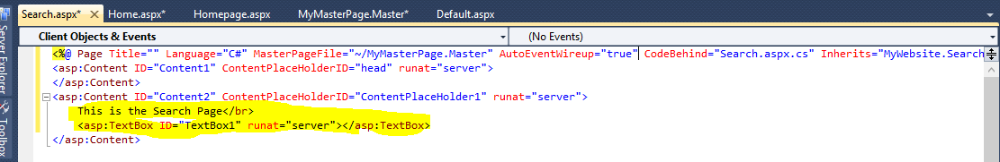 Search.aspx* Home.aspx* Homepage.aspx MyMasterPage.Master* Default.aspx
Server Explorer
Toolbox
Client Objects & Events (No Events)
<%@ Page Title="" Language="C#" MasterPageFile="~/MyMasterPage.Master" AutoEventWireup="true" CodeBehind="Search.aspx.cs" Inherits="MyWebsite.Search
<asp:Content ID="Content1" ContentPlaceHolderID="head" runat="server">
</asp:Content>
<asp:Content ID="Content2" ContentPlaceHolderID="ContentPlaceHolder1" runat="server">
This is the Search Page</br>
<asp:TextBox ID="TextBox1" runat="server"></asp:TextBox>
</asp:Content>